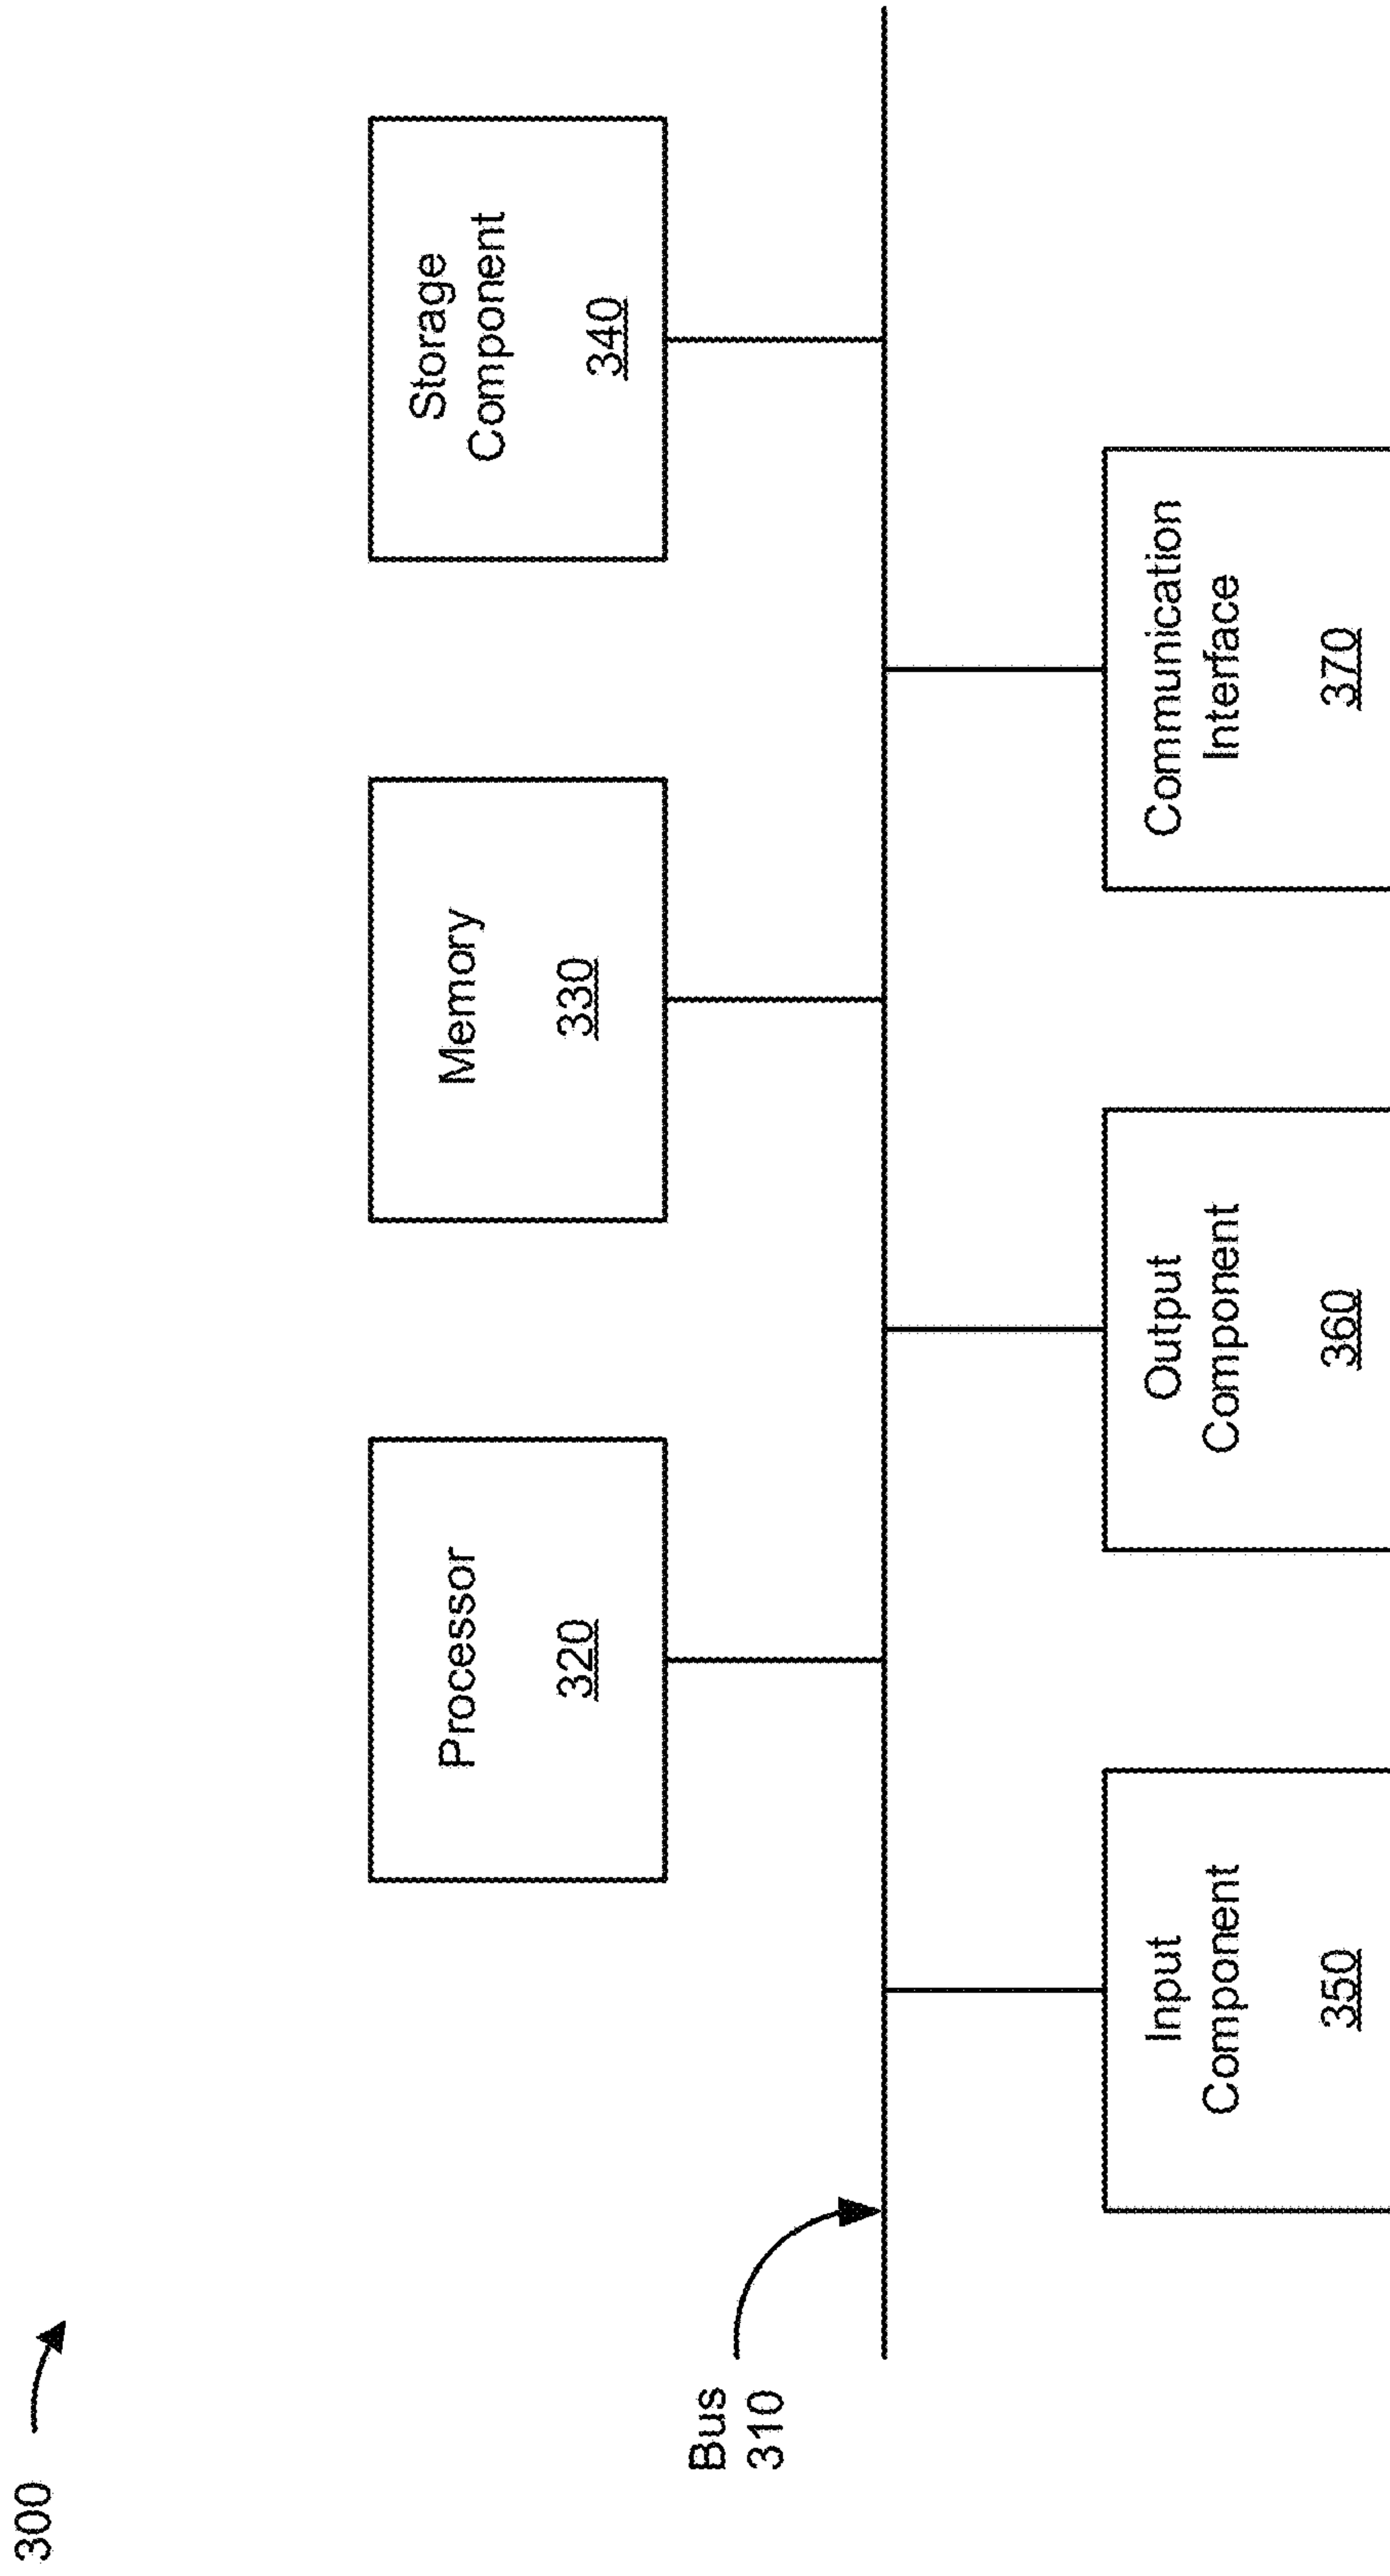 300
Bus
310
Processor
320
Memory
330
Storage
Component
340
Input
Component
350
Output
Component
360
Communication
Interface
370